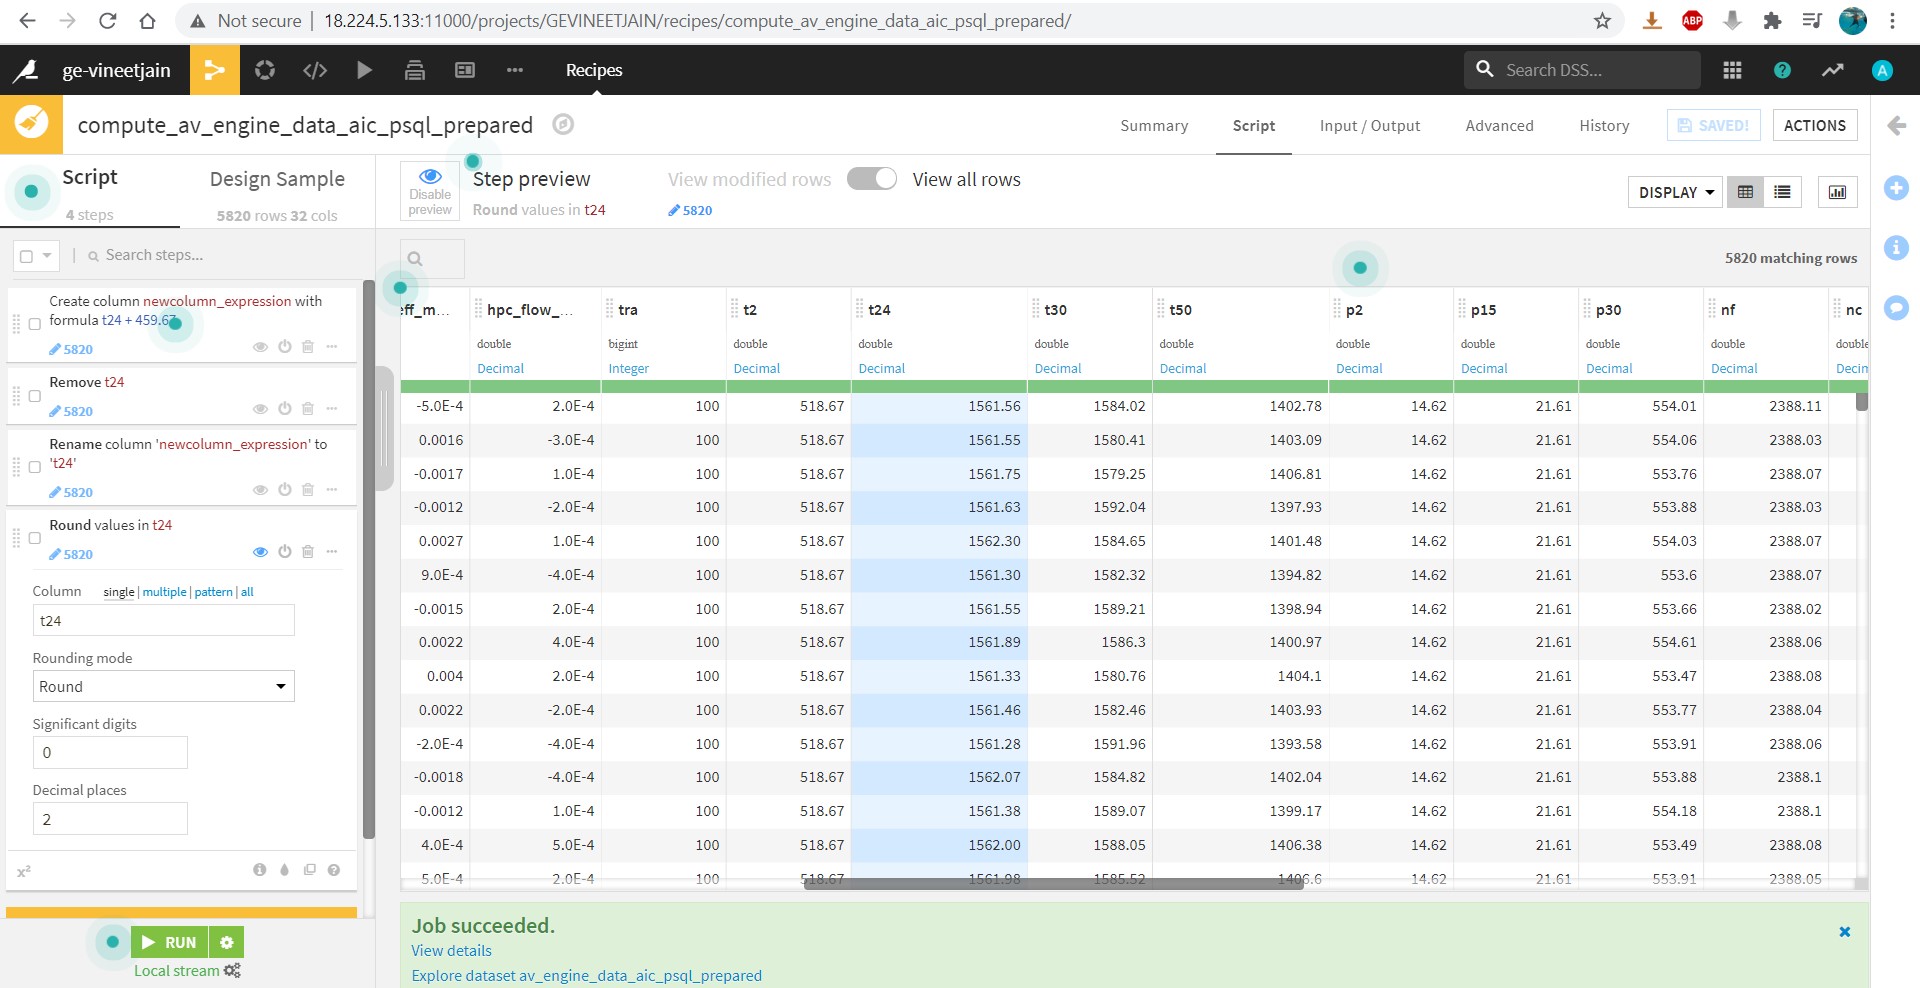 Not secure | 18.224.5.133:11000/projects/GEVINEETJAIN/recipes/compute_av_engine_data_aic_psql_prepared/
ABP
ge-vineetjain
Recipes
Search DSS...
A
compute_av_engine_data_aic_psql_prepared
Summary Script Input / Output Advanced History SAVED! ACTIONS
Script
4 steps
Design Sample
5820 rows 32 cols
Disable preview
Step preview
Round values in t24
View modified rows
View all rows
5820
DISPLAY
Search steps...
5820 matching rows
Create column newcolumn_expression with
formula t24 + 459.67
5820
Remove t24
5820
Rename column 'newcolumn_expression' to
't24'
5820
Round values in t24
5820
Column single | multiple | pattern | all
t24
Rounding mode
Round
Significant digits
0
Decimal places
2
x²
RUN
Local stream
eff_m... hpc_flow_... tra t2 t24 t30 t50 p2 p15 p30 nf nc
double bigint double double double double double double double double double
Decimal Integer Decimal Decimal Decimal Decimal Decimal Decimal Decimal Decimal
-5.0E-4 2.0E-4 100 518.67 1561.56 1584.02 1402.78 14.62 21.61 554.01 2388.11
0.0016 -3.0E-4 100 518.67 1561.55 1580.41 1403.09 14.62 21.61 554.06 2388.03
-0.0017 1.0E-4 100 518.67 1561.75 1579.25 1406.81 14.62 21.61 553.76 2388.07
-0.0012 -2.0E-4 100 518.67 1561.63 1592.04 1397.93 14.62 21.61 553.88 2388.03
0.0027 1.0E-4 100 518.67 1562.30 1584.65 1401.48 14.62 21.61 554.03 2388.07
9.0E-4 -4.0E-4 100 518.67 1561.30 1582.32 1394.82 14.62 21.61 553.6 2388.07
-0.0015 2.0E-4 100 518.67 1561.55 1589.21 1398.94 14.62 21.61 553.66 2388.02
0.0022 4.0E-4 100 518.67 1561.89 1586.3 1400.97 14.62 21.61 554.61 2388.06
0.004 2.0E-4 100 518.67 1561.33 1580.76 1404.1 14.62 21.61 553.47 2388.08
0.0022 -2.0E-4 100 518.67 1561.46 1582.46 1403.93 14.62 21.61 553.77 2388.04
-2.0E-4 -4.0E-4 100 518.67 1561.28 1591.96 1393.58 14.62 21.61 553.91 2388.06
-0.0018 -4.0E-4 100 518.67 1562.07 1584.82 1402.04 14.62 21.61 553.88 2388.1
-0.0012 1.0E-4 100 518.67 1561.38 1589.07 1399.17 14.62 21.61 554.18 2388.1
4.0E-4 5.0E-4 100 518.67 1562.00 1588.05 1406.38 14.62 21.61 553.49 2388.08
5.0E-4 2.0E-4 100 518.67 1561.98 1585.52 1406.6 14.62 21.61 553.91 2388.05
Job succeeded.
View details
Explore dataset av_engine_data_aic_psql_prepared